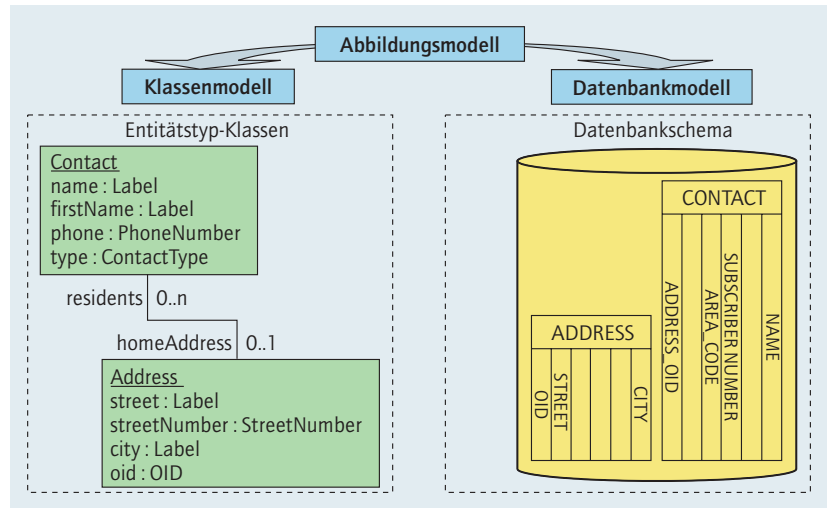 Abbildungsmodell
Klassenmodell
Datenbankmodell
Entitätstyp-Klassen
Contact
name : Label
firstName : Label
phone : PhoneNumber
type : ContactType
residents 0..n
homeAddress 0..1
Address
street : Label
streetNumber : StreetNumber
city : Label
oid : OID
Datenbankschema
CONTACT
ADDRESS_OID
AREA_CODE
SUBSCRIBER NUMBER
NAME
ADDRESS
OID
STREET
CITY